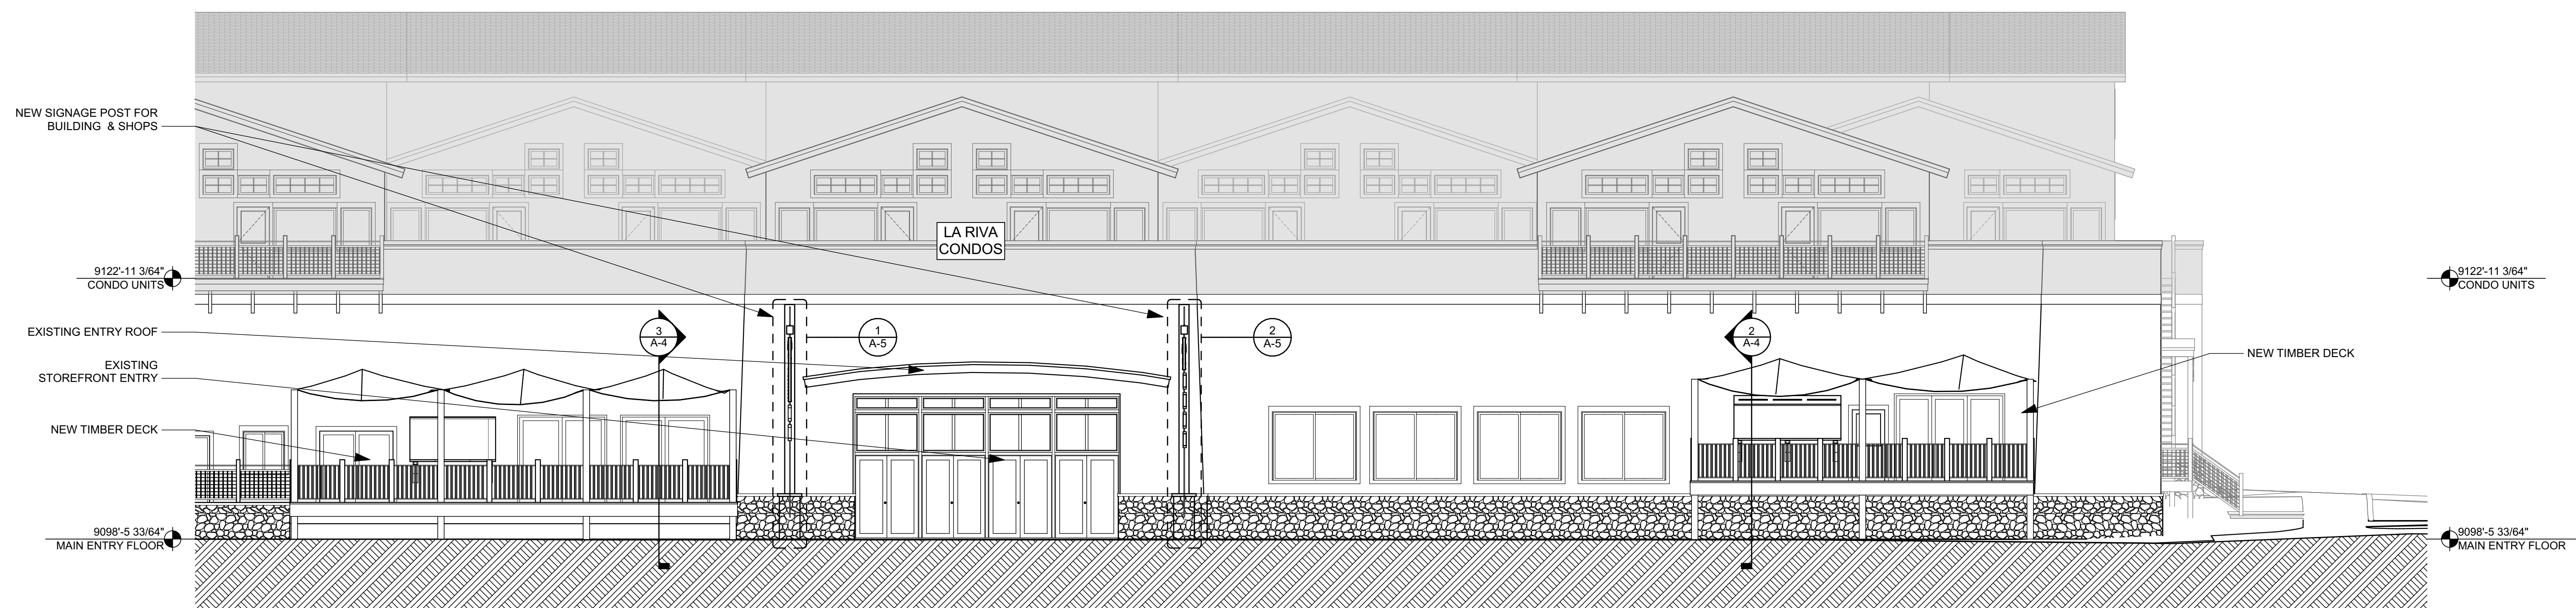 NEW SIGNAGE POST FOR
BUILDING & SHOPS
LA RIVA
CONDOS
9122'-11 3/64"
CONDO UNITS
9122'-11 3/64"
CONDO UNITS
EXISTING ENTRY ROOF
3
A-4
1
A-5
2
A-5
2
A-4
EXISTING
STOREFRONT ENTRY
NEW TIMBER DECK
NEW TIMBER DECK
9098'-5 33/64"
MAIN ENTRY FLOOR
9098'-5 33/64"
MAIN ENTRY FLOOR